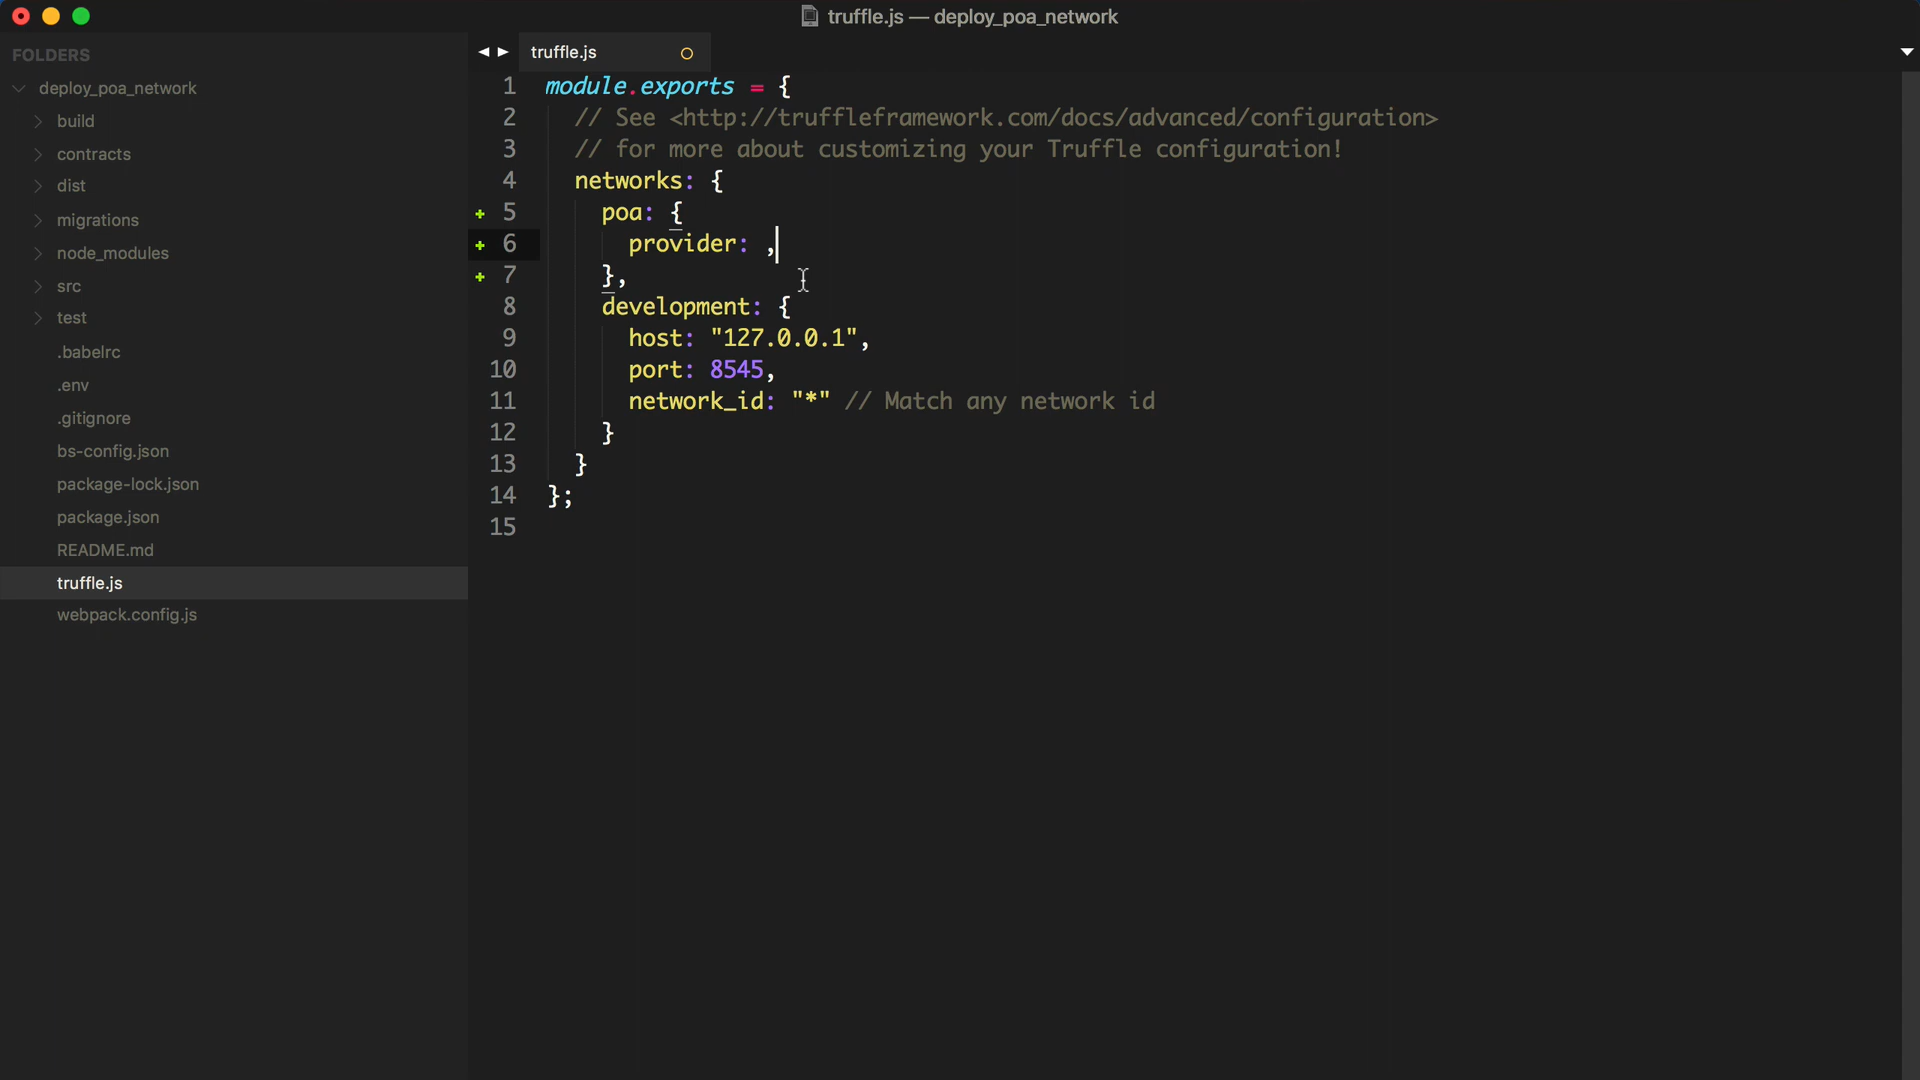 truffle.js — deploy_poa_network
FOLDERS
deploy_poa_network
build
contracts
dist
migrations
node_modules
src
test
.babelrc
.env
.gitignore
bs-config.json
package-lock.json
package.json
README.md
truffle.js
webpack.config.js
truffle.js
1 module.exports = {
2 // See <http://truffleframework.com/docs/advanced/configuration>
3 // for more about customizing your Truffle configuration!
4 networks: {
5 poa: {
6 provider: ,
7 },
8 development: {
9 host: "127.0.0.1",
10 port: 8545,
11 network_id: "*" // Match any network id
12 }
13 }
14 };
15